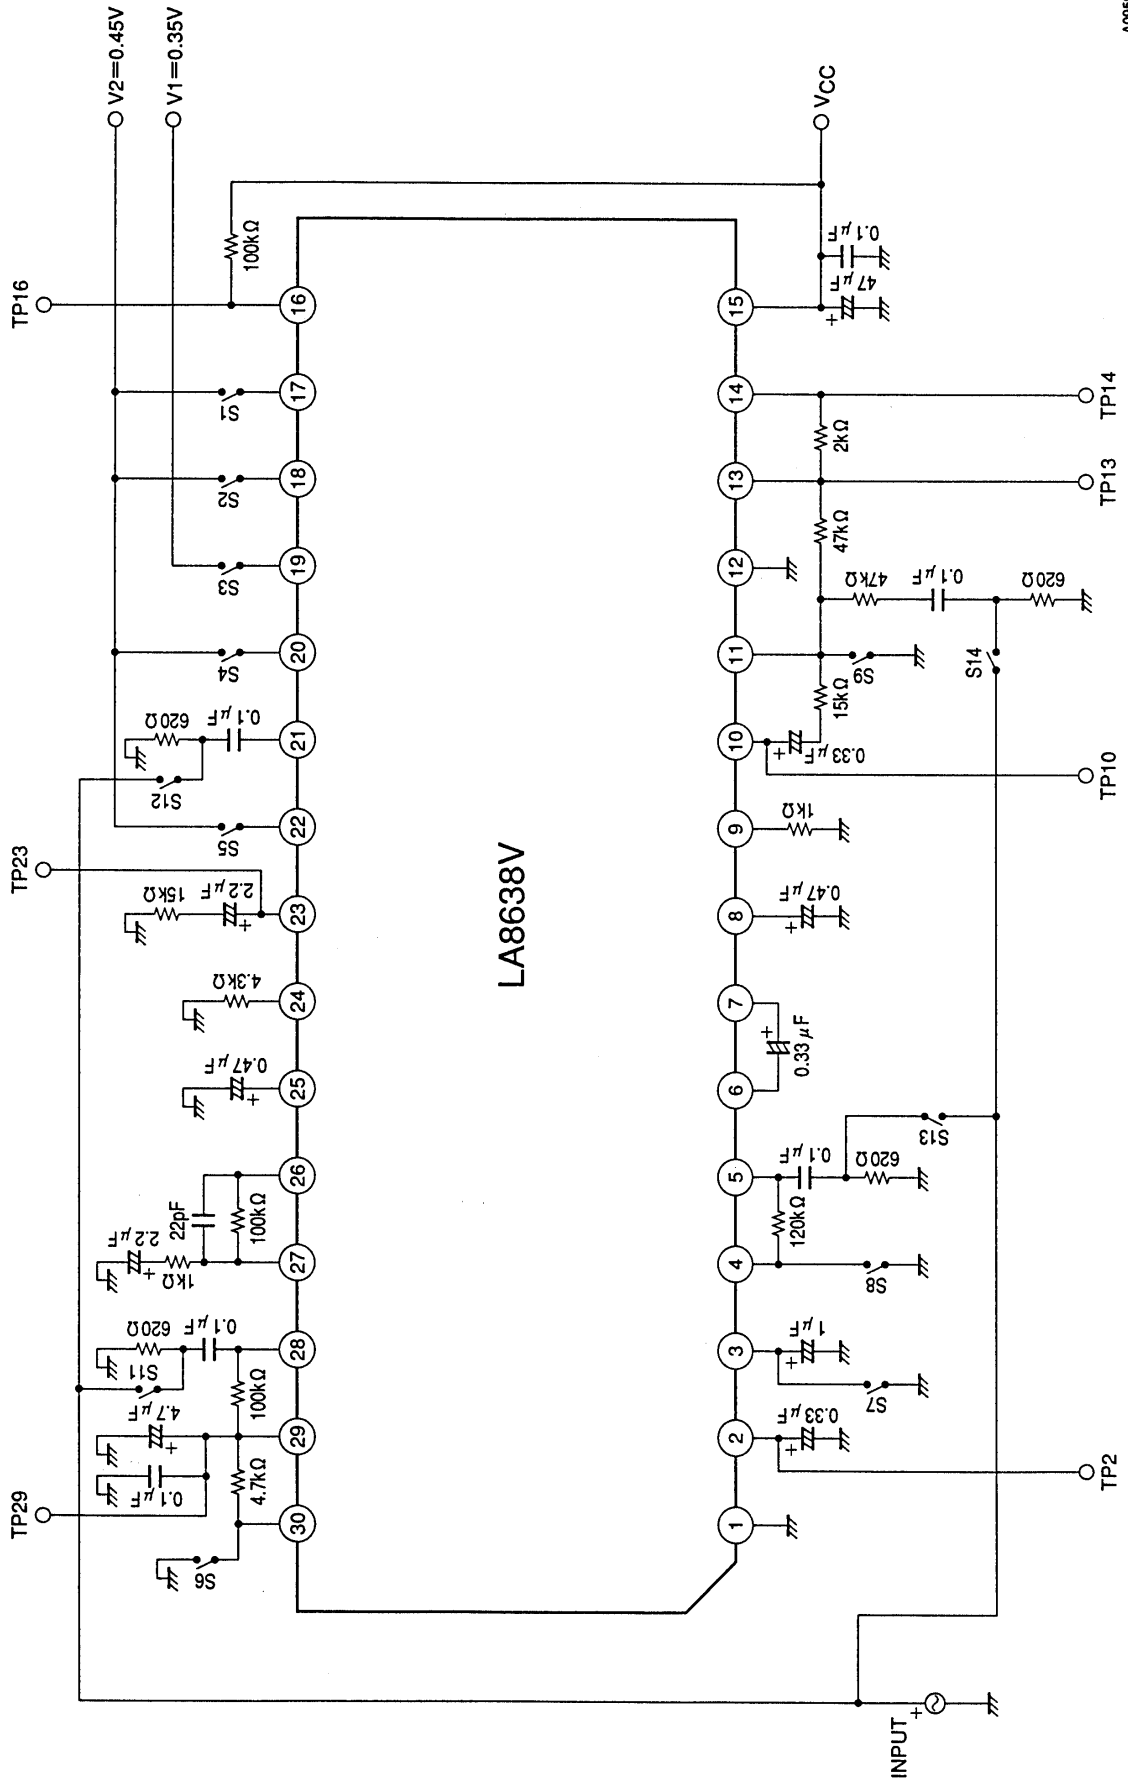 V2=0.45V
V1=0.35V
VCC
TP16
100kΩ
0.1μF
47μF
+
16
15
17
S1
14
TP14
2kΩ
18
S2
13
TP13
47kΩ
19
S3
12
47kΩ
0.1μF
620Ω
20
S4
11
S9
S14
15kΩ
620Ω
0.1μF
21
S12
10
+
0.33μF
TP10
22
S5
9
1kΩ
TP23
15kΩ
2.2μF
+
23
8
0.47μF
+
LA8638V
4.3kΩ
24
7
+
0.33μF
0.47μF
+
25
6
22pF
100kΩ
26
5
0.1μF
620Ω
S13
120kΩ
2.2μF
+
1kΩ
27
4
S8
620Ω
0.1μF
S11
28
100kΩ
3
1μF
+
S7
4.7μF
+
0.1μF
29
TP29
4.7kΩ
2
0.33μF
+
TP2
30
S6
1
INPUT
+